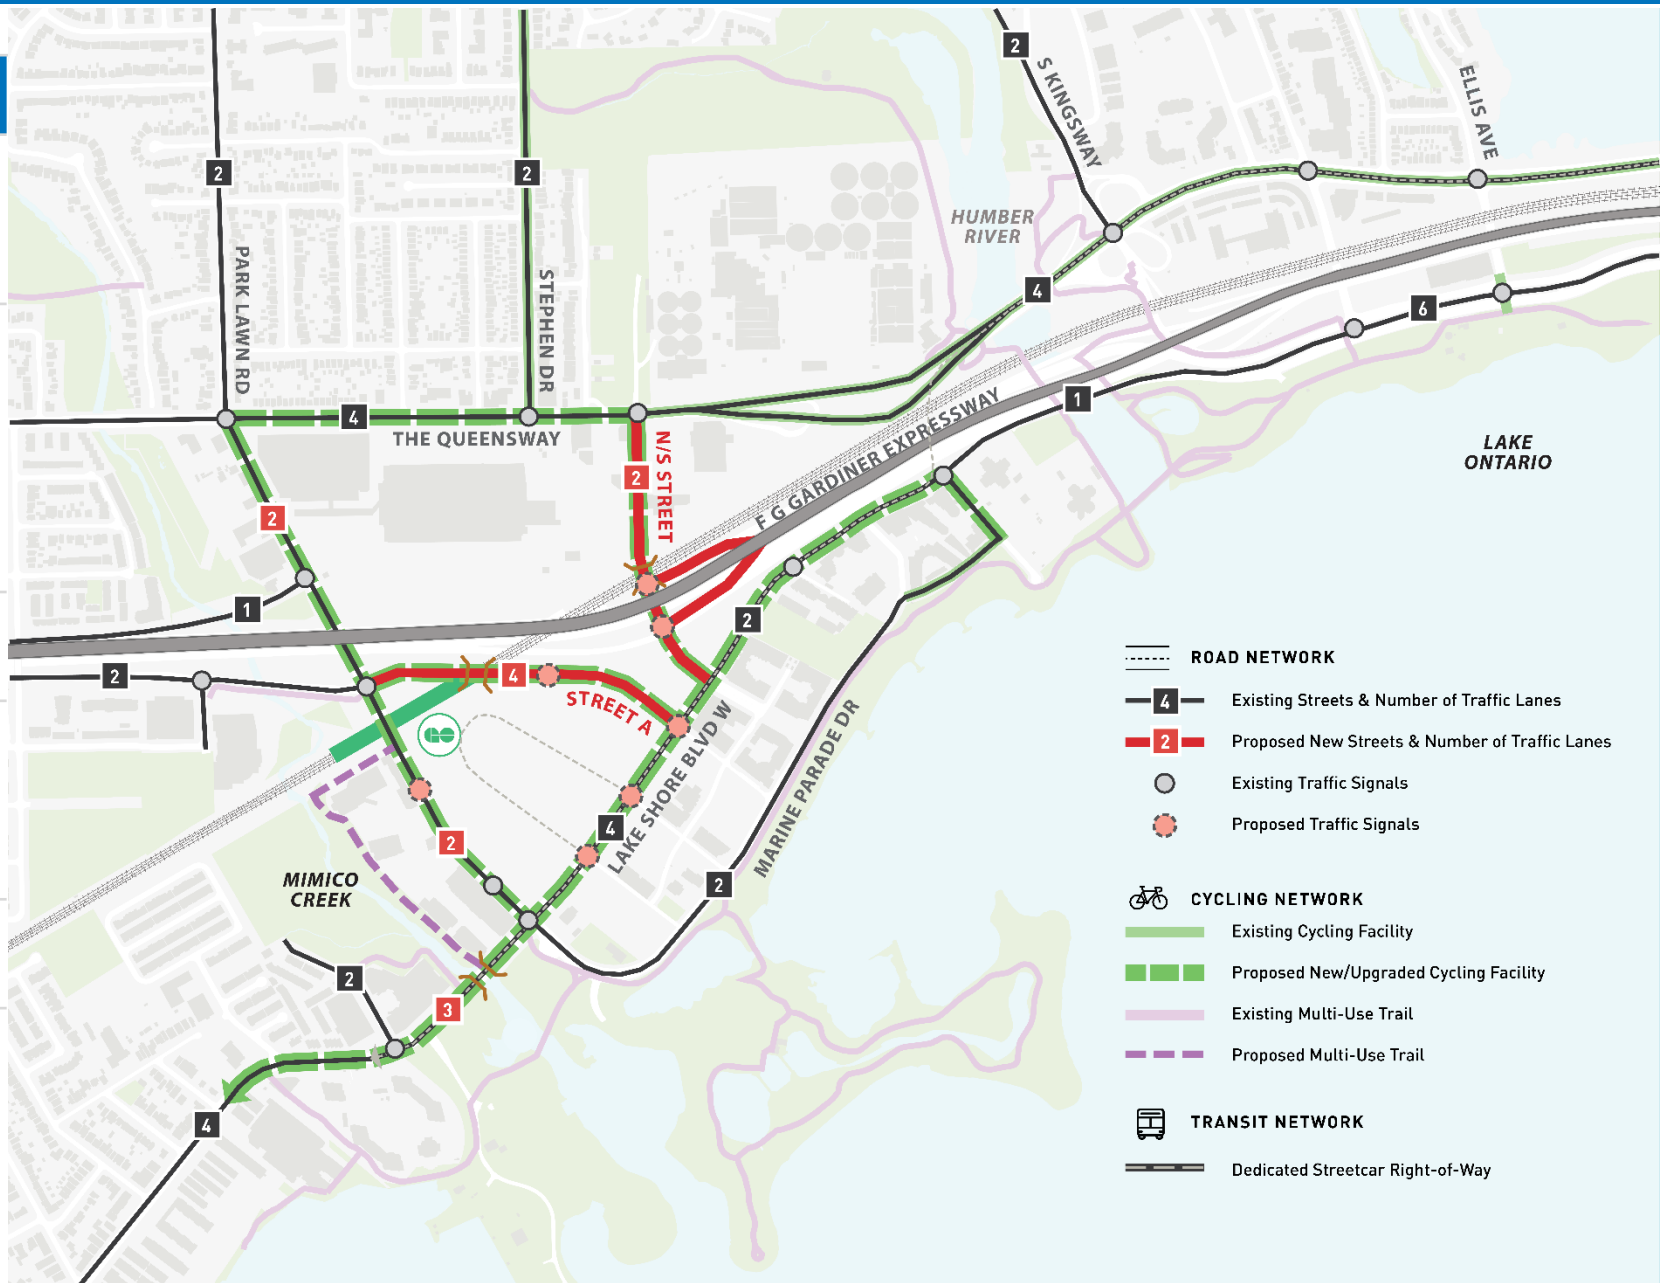 2
S KINGSWAY
ELLIS AVE
2
2
HUMBER
RIVER
PARK LAWN RD
STEPHEN DR
4
6
4
THE QUEENSWAY
1
F G GARDINER EXPRESSWAY
N/S STREET
2
2
LAKE
ONTARIO
1
2
2
4
STREET A
LAKE SHORE BLVD W
MARINE PARADE DR
4
2
2
MIMICO
CREEK
2
3
4
ROAD NETWORK
4 Existing Streets & Number of Traffic Lanes
2 Proposed New Streets & Number of Traffic Lanes
Existing Traffic Signals
Proposed Traffic Signals
CYCLING NETWORK
Existing Cycling Facility
Proposed New/Upgraded Cycling Facility
Existing Multi-Use Trail
Proposed Multi-Use Trail
TRANSIT NETWORK
Dedicated Streetcar Right-of-Way